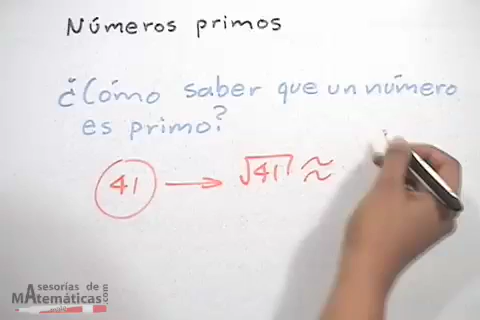 Números primos
¿Cómo saber que un número
es primo?
41 → √41 ≈
Asesorías de
MATemáticas.com